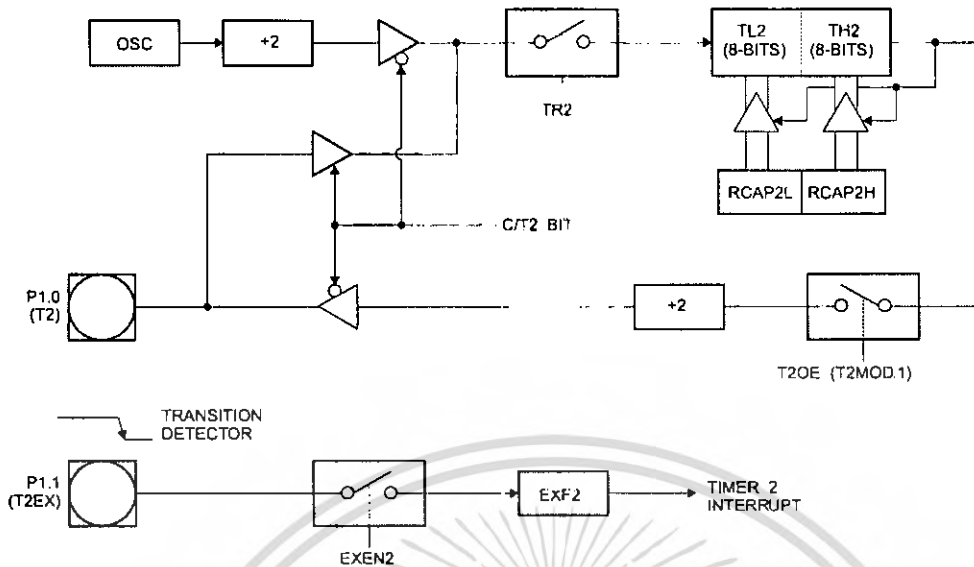 OSC
+2
TL2
(8-BITS)
TH2
(8-BITS)
TR2
RCAP2L
RCAP2H
C/T2 BIT
P1.0
(T2)
+2
T2OE (T2MOD.1)
TRANSITION
DETECTOR
P1.1
(T2EX)
EXF2
TIMER 2
INTERRUPT
EXEN2